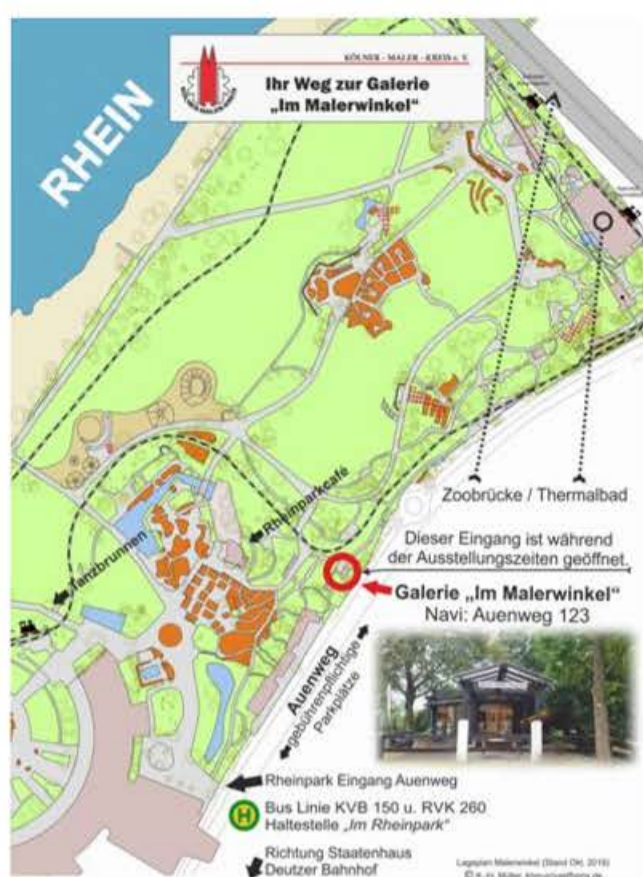 KÖLNER - MALER - KREIS e. V.
Ihr Weg zur Galerie
„Im Malerwinkel“
RHEIN
Zoobrücke / Thermalbad
Rheinparkcafé
Tanzbrunnen
Dieser Eingang ist während
der Ausstellungszeiten geöffnet.
Galerie „Im Malerwinkel“
Navi: Auenweg 123
Auenweg
gebührenpflichtige
Parkplätze
Rheinpark Eingang Auenweg
H
Bus Linie KVB 150 u. RVK 260
Haltestelle „Im Rheinpark“
Richtung Staatenhaus
Deutzer Bahnhof
Lageplan Malerwinkel (Stand Okt. 2019)